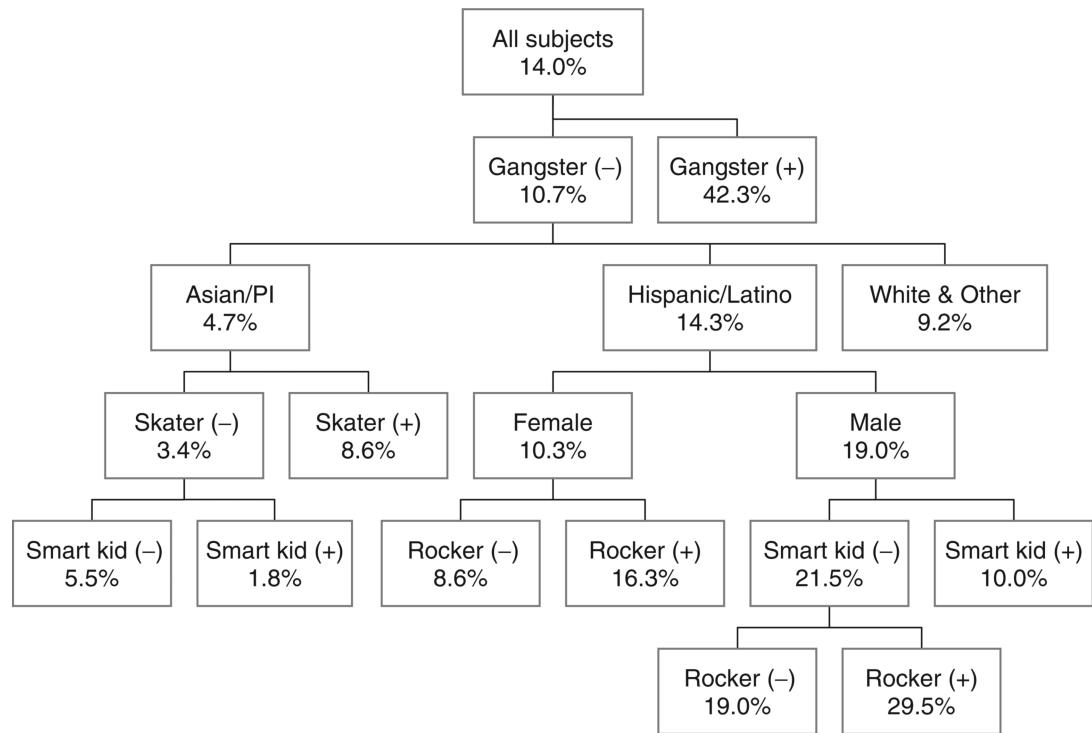 All subjects
14.0%
Gangster (–)
10.7%
Gangster (+)
42.3%
Asian/PI
4.7%
Hispanic/Latino
14.3%
White & Other
9.2%
Skater (–)
3.4%
Skater (+)
8.6%
Female
10.3%
Male
19.0%
Smart kid (–)
5.5%
Smart kid (+)
1.8%
Rocker (–)
8.6%
Rocker (+)
16.3%
Smart kid (–)
21.5%
Smart kid (+)
10.0%
Rocker (–)
19.0%
Rocker (+)
29.5%